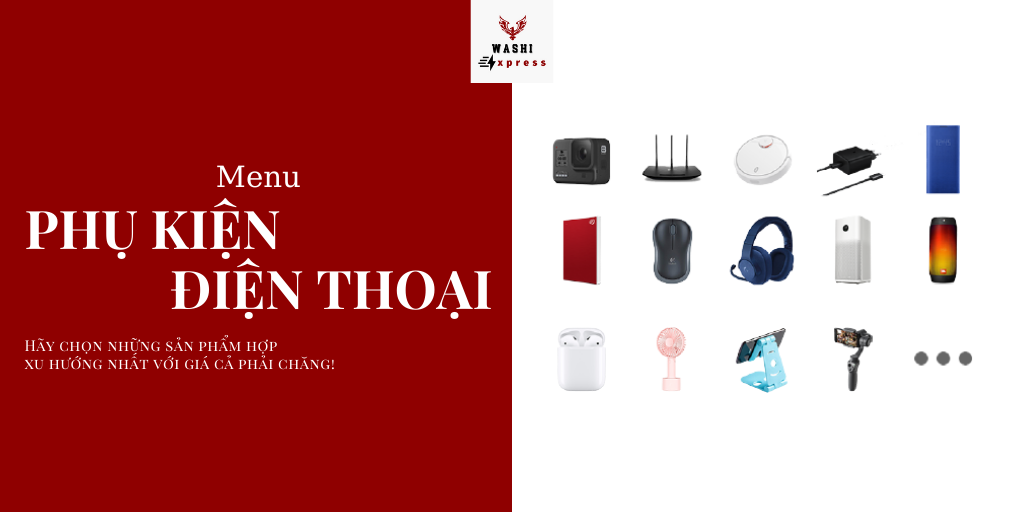 WASHI
Express
Menu
PHỤ KIỆN
ĐIỆN THOẠI
HÃY CHỌN NHỮNG SẢN PHẨM HỢP
XU HƯỚNG NHẤT VỚI GIÁ CẢ PHẢI CHĂNG!